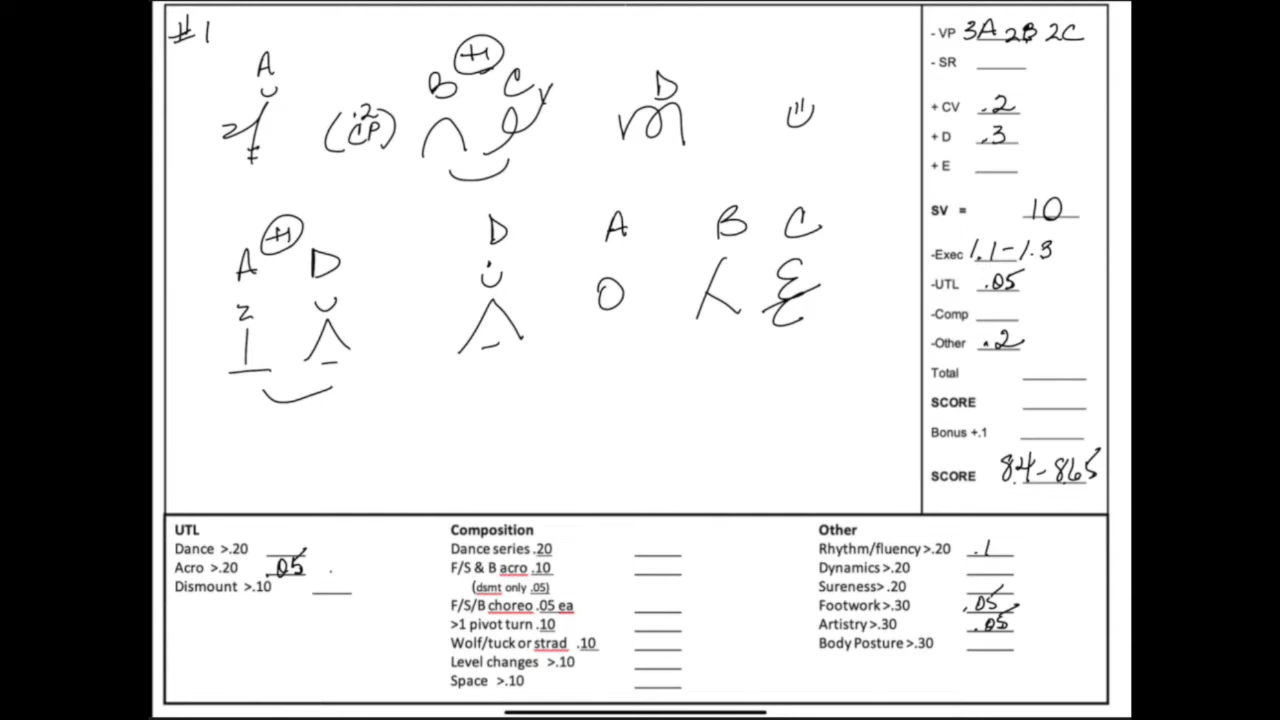 #1
A
(.2 CP)
B +1 C
D
A +1 D
D
A
B
C
- VP 3A 2B 2C
- SR
+ CV .2
+ D .3
+ E
SV = 10
-Exec 1.1-1.3
-UTL .05
-Comp
-Other .2
Total
SCORE
Bonus +.1
SCORE 8.4-8.65
UTL
Dance >.20
Acro >.20 .05
Dismount >.10
Composition
Dance series .20
F/S & B acro .10
(dsmt only .05)
F/S/B choreo .05 ea
>1 pivot turn .10
Wolf/tuck or strad .10
Level changes >.10
Space >.10
Other
Rhythm/fluency >.20 .1
Dynamics >.20
Sureness >.20
Footwork >.30 .05
Artistry >.30 .05
Body Posture >.30